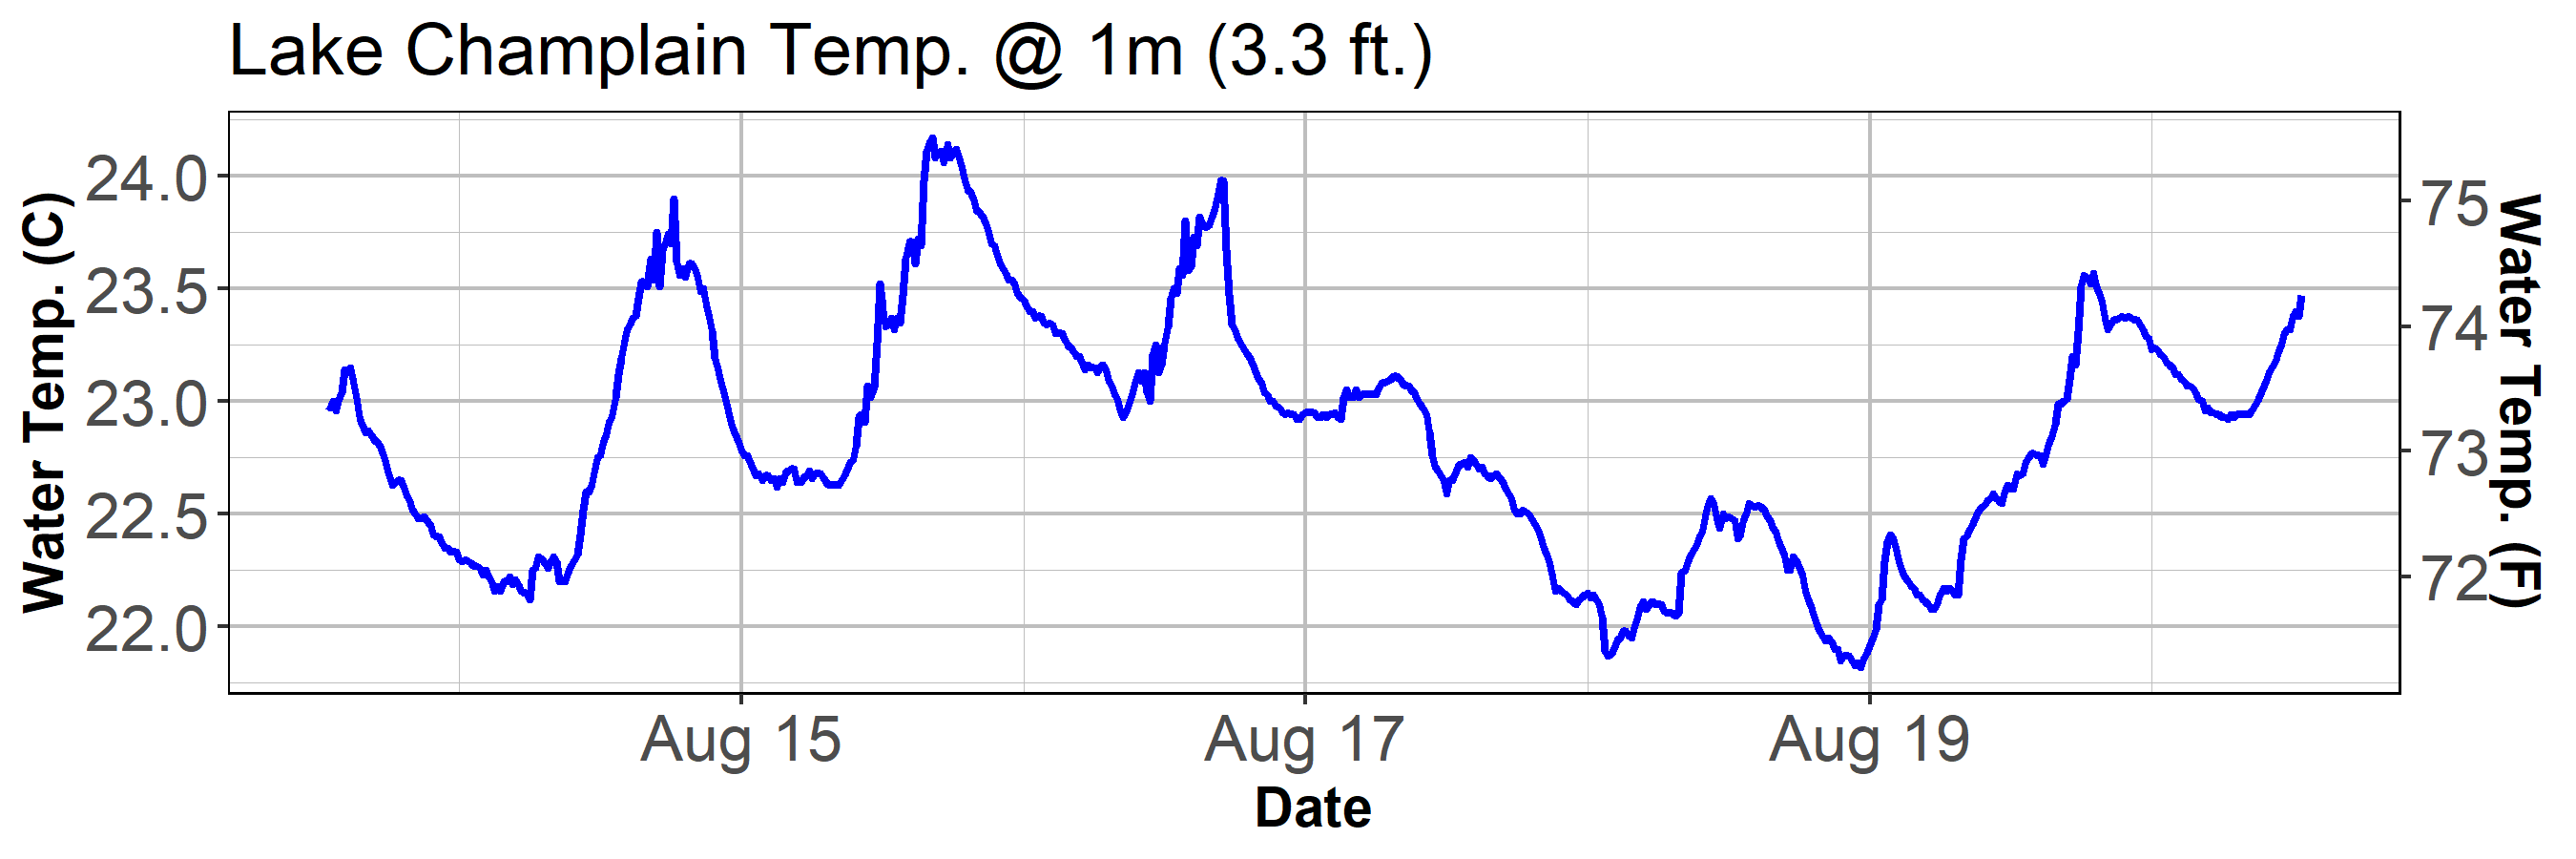 Lake Champlain Temp. @ 1m (3.3 ft.)
Water Temp. (C)
24.0
23.5
23.0
22.5
22.0
75
74
73
72
Water Temp. (F)
Aug 15
Aug 17
Aug 19
Date